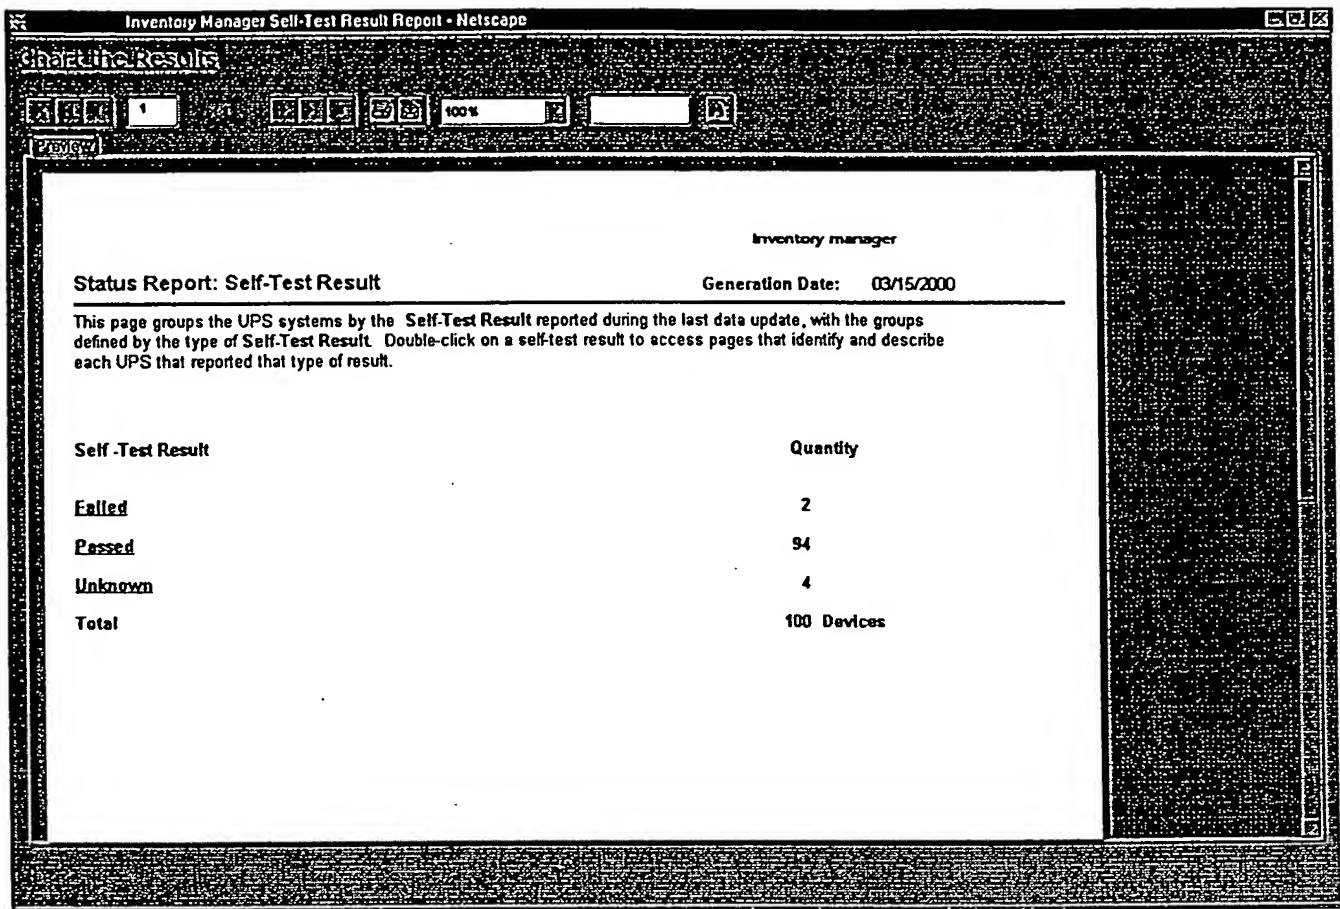 Inventory Manager Self-Test Result Report - Netscape
Chart the Results
1
100%
Preview
Inventory manager
Status Report: Self-Test Result
Generation Date: 03/15/2000
This page groups the UPS systems by the Self-Test Result reported during the last data update, with the groups
defined by the type of Self-Test Result. Double-click on a self-test result to access pages that identify and describe
each UPS that reported that type of result.
Self -Test Result Quantity
Failed 2
Passed 94
Unknown 4
Total 100 Devices